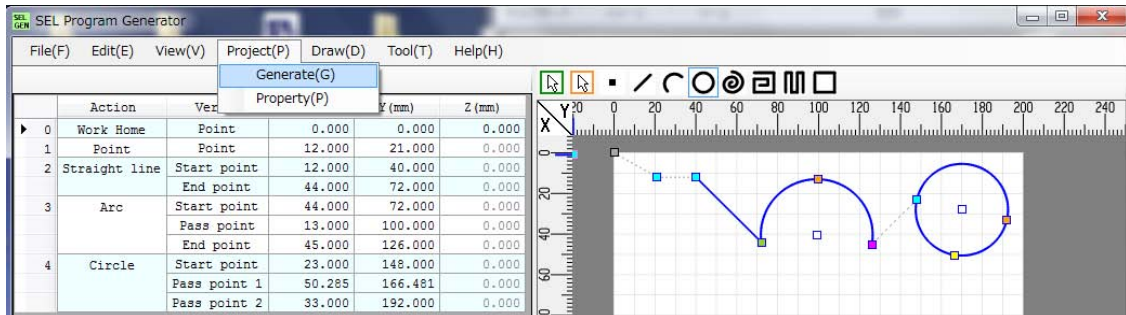 SEL GEN SEL Program Generator
File(F) Edit(E) View(V) Project(P) Draw(D) Tool(T) Help(H)
Generate(G)
Property(P)
Action Ver Y(mm) Z(mm)
0 Work Home Point 0.000 0.000 0.000
1 Point Point 12.000 21.000 0.000
2 Straight line Start point 12.000 40.000 0.000
End point 44.000 72.000 0.000
3 Arc Start point 44.000 72.000 0.000
Pass point 13.000 100.000 0.000
End point 45.000 126.000 0.000
4 Circle Start point 23.000 148.000 0.000
Pass point 1 50.285 166.481 0.000
Pass point 2 33.000 192.000 0.000
X Y 20 0 20 40 60 80 100 120 140 160 180 200 220 240
0
20
40
60
80